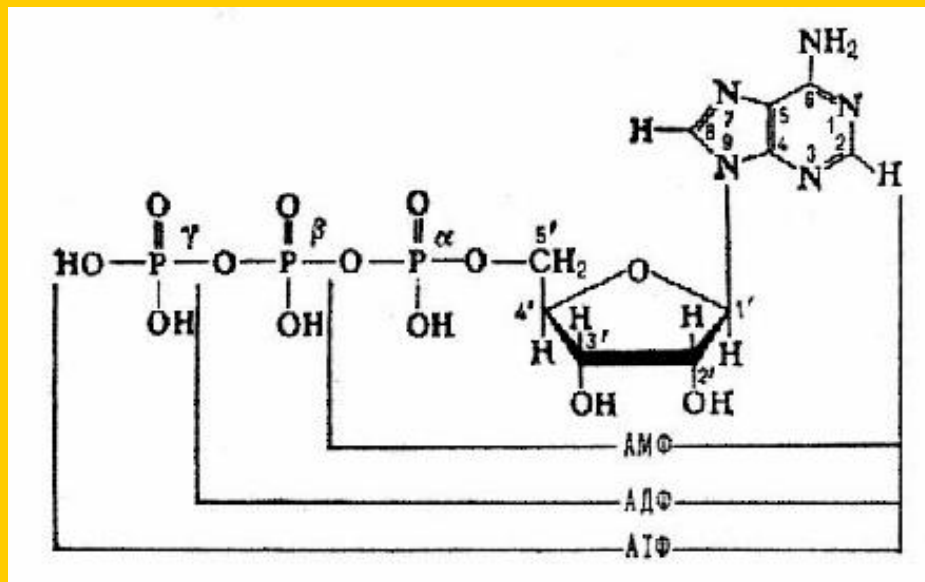 NH₂
N 7 5 6 N 1
H 8 9 4 3 2
N N H
O O O
γ β α 5'
HO—P—O—P—O—P—O—CH₂ O
OH OH OH 4' H H 1'
H 3' H
2'
OH OH
АМФ
АДФ
АТФ